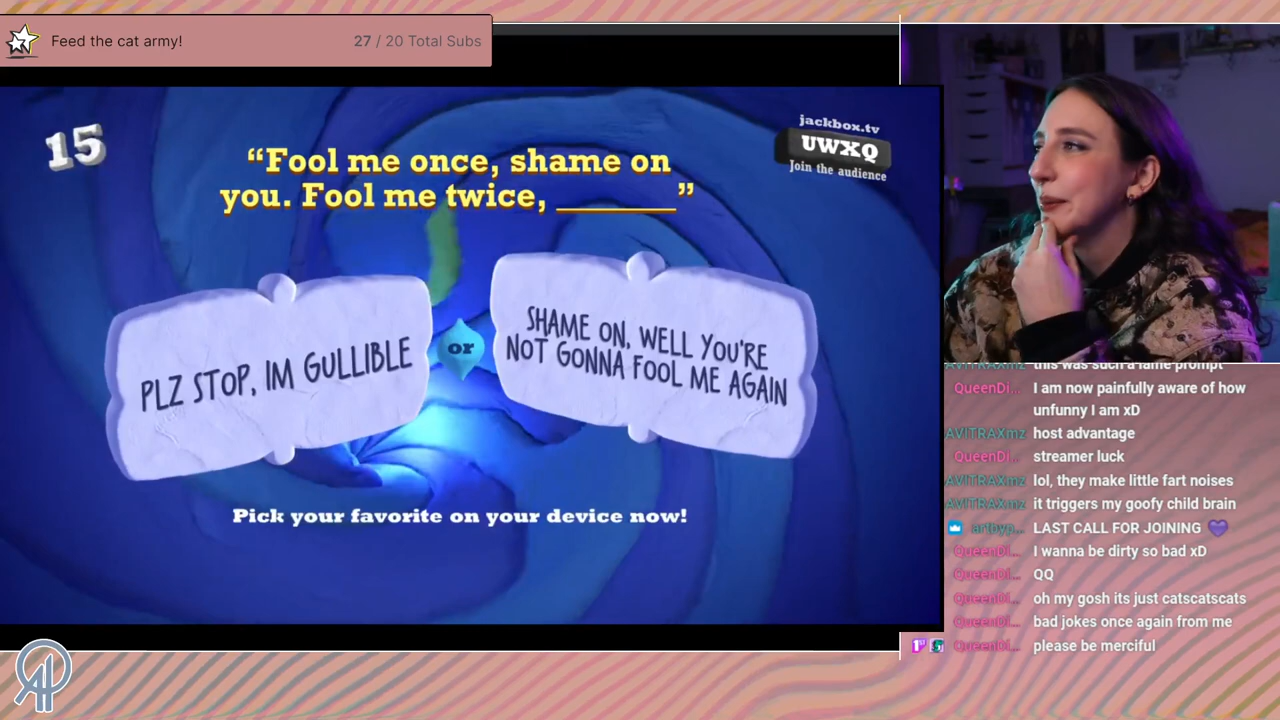 Feed the cat army!
27 / 20 Total Subs
15
jackbox.tv
UWXQ
Join the audience
“Fool me once, shame on
you. Fool me twice, ______”
PLZ STOP, IM GULLIBLE
or
SHAME ON, WELL YOU'RE
NOT GONNA FOOL ME AGAIN
Pick your favorite on your device now!
AVITRAXmz this was such a lame prompt
QueenDi... I am now painfully aware of how
unfunny I am xD
AVITRAXmz host advantage
QueenDi... streamer luck
AVITRAXmz lol, they make little fart noises
AVITRAXmz it triggers my goofy child brain
arthyp... LAST CALL FOR JOINING 💜
QueenDi... I wanna be dirty so bad xD
QueenDi... QQ
QueenDi... oh my gosh its just catscatscats
QueenDi... bad jokes once again from me
QueenDi... please be merciful